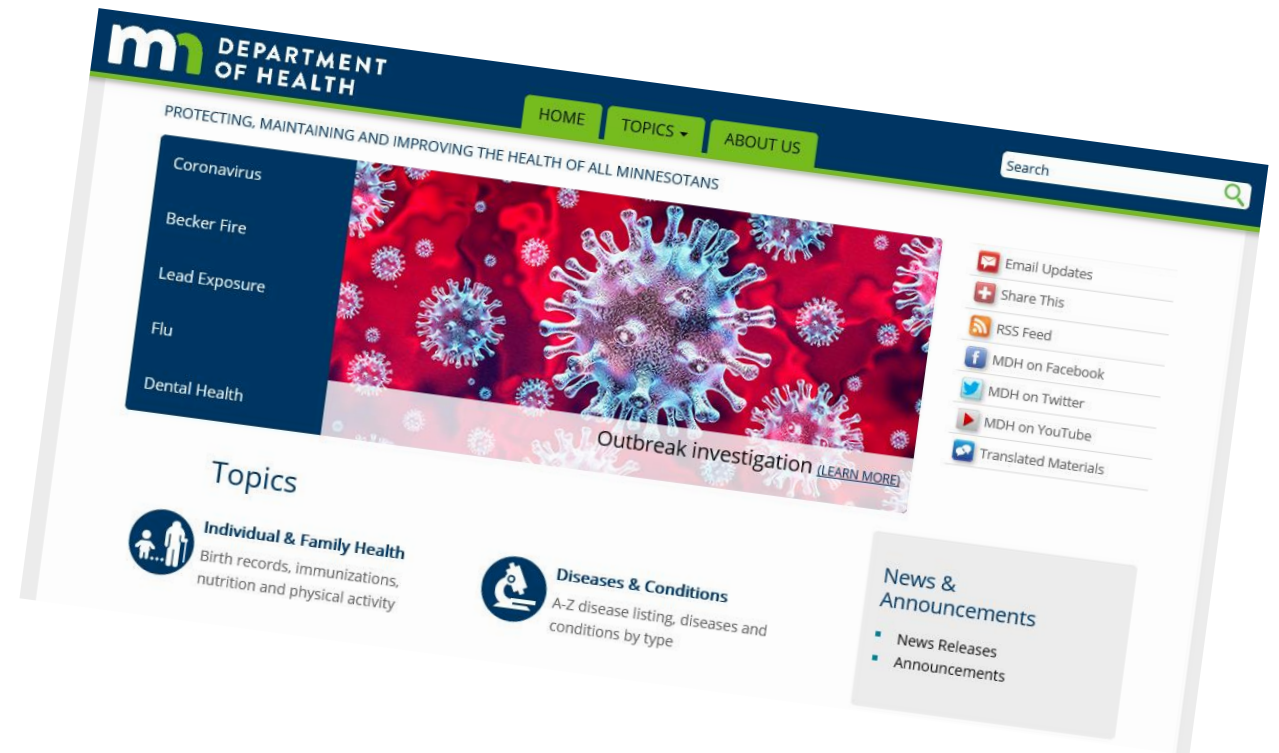 mn DEPARTMENT
OF HEALTH
HOME
TOPICS
ABOUT US
Search
PROTECTING, MAINTAINING AND IMPROVING THE HEALTH OF ALL MINNESOTANS
Coronavirus
Becker Fire
Lead Exposure
Flu
Dental Health
Outbreak investigation (LEARN MORE)
Email Updates
Share This
RSS Feed
MDH on Facebook
MDH on Twitter
MDH on YouTube
Translated Materials
Topics
Individual & Family Health
Birth records, immunizations,
nutrition and physical activity
Diseases & Conditions
A-Z disease listing, diseases and
conditions by type
News &
Announcements
News Releases
Announcements